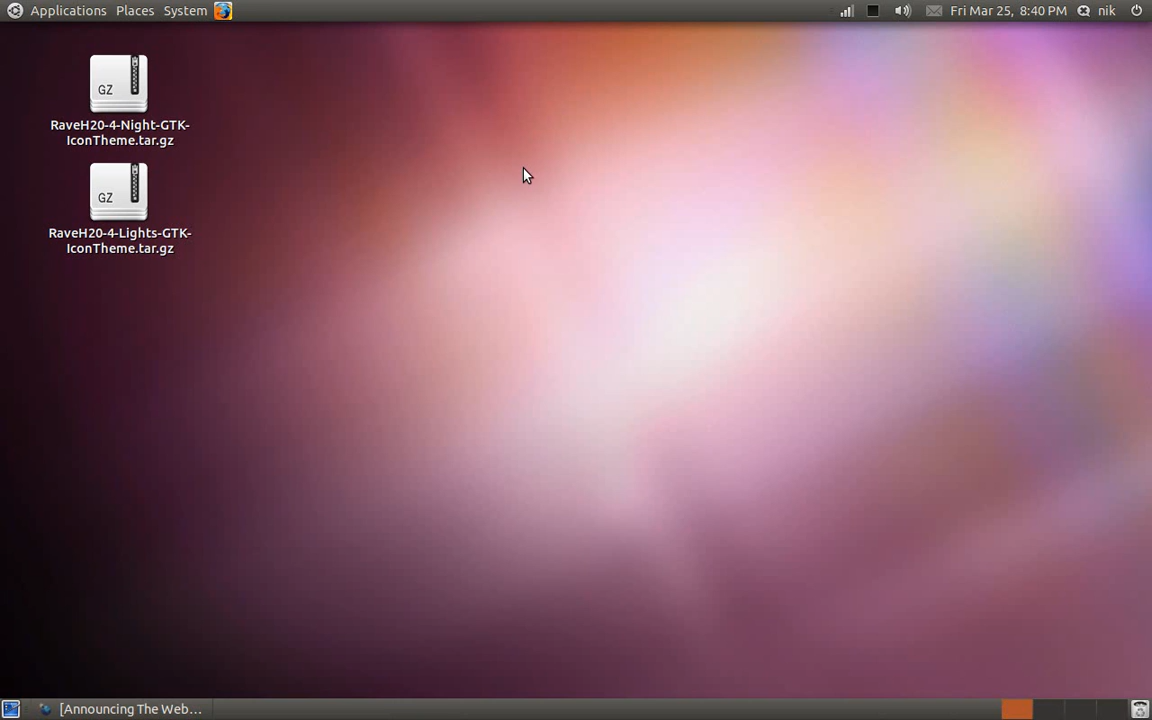 Applications Places System
Fri Mar 25, 8:40 PM nik
GZ
RaveH20-4-Night-GTK-
IconTheme.tar.gz
GZ
RaveH20-4-Lights-GTK-
IconTheme.tar.gz
[Announcing The Web...